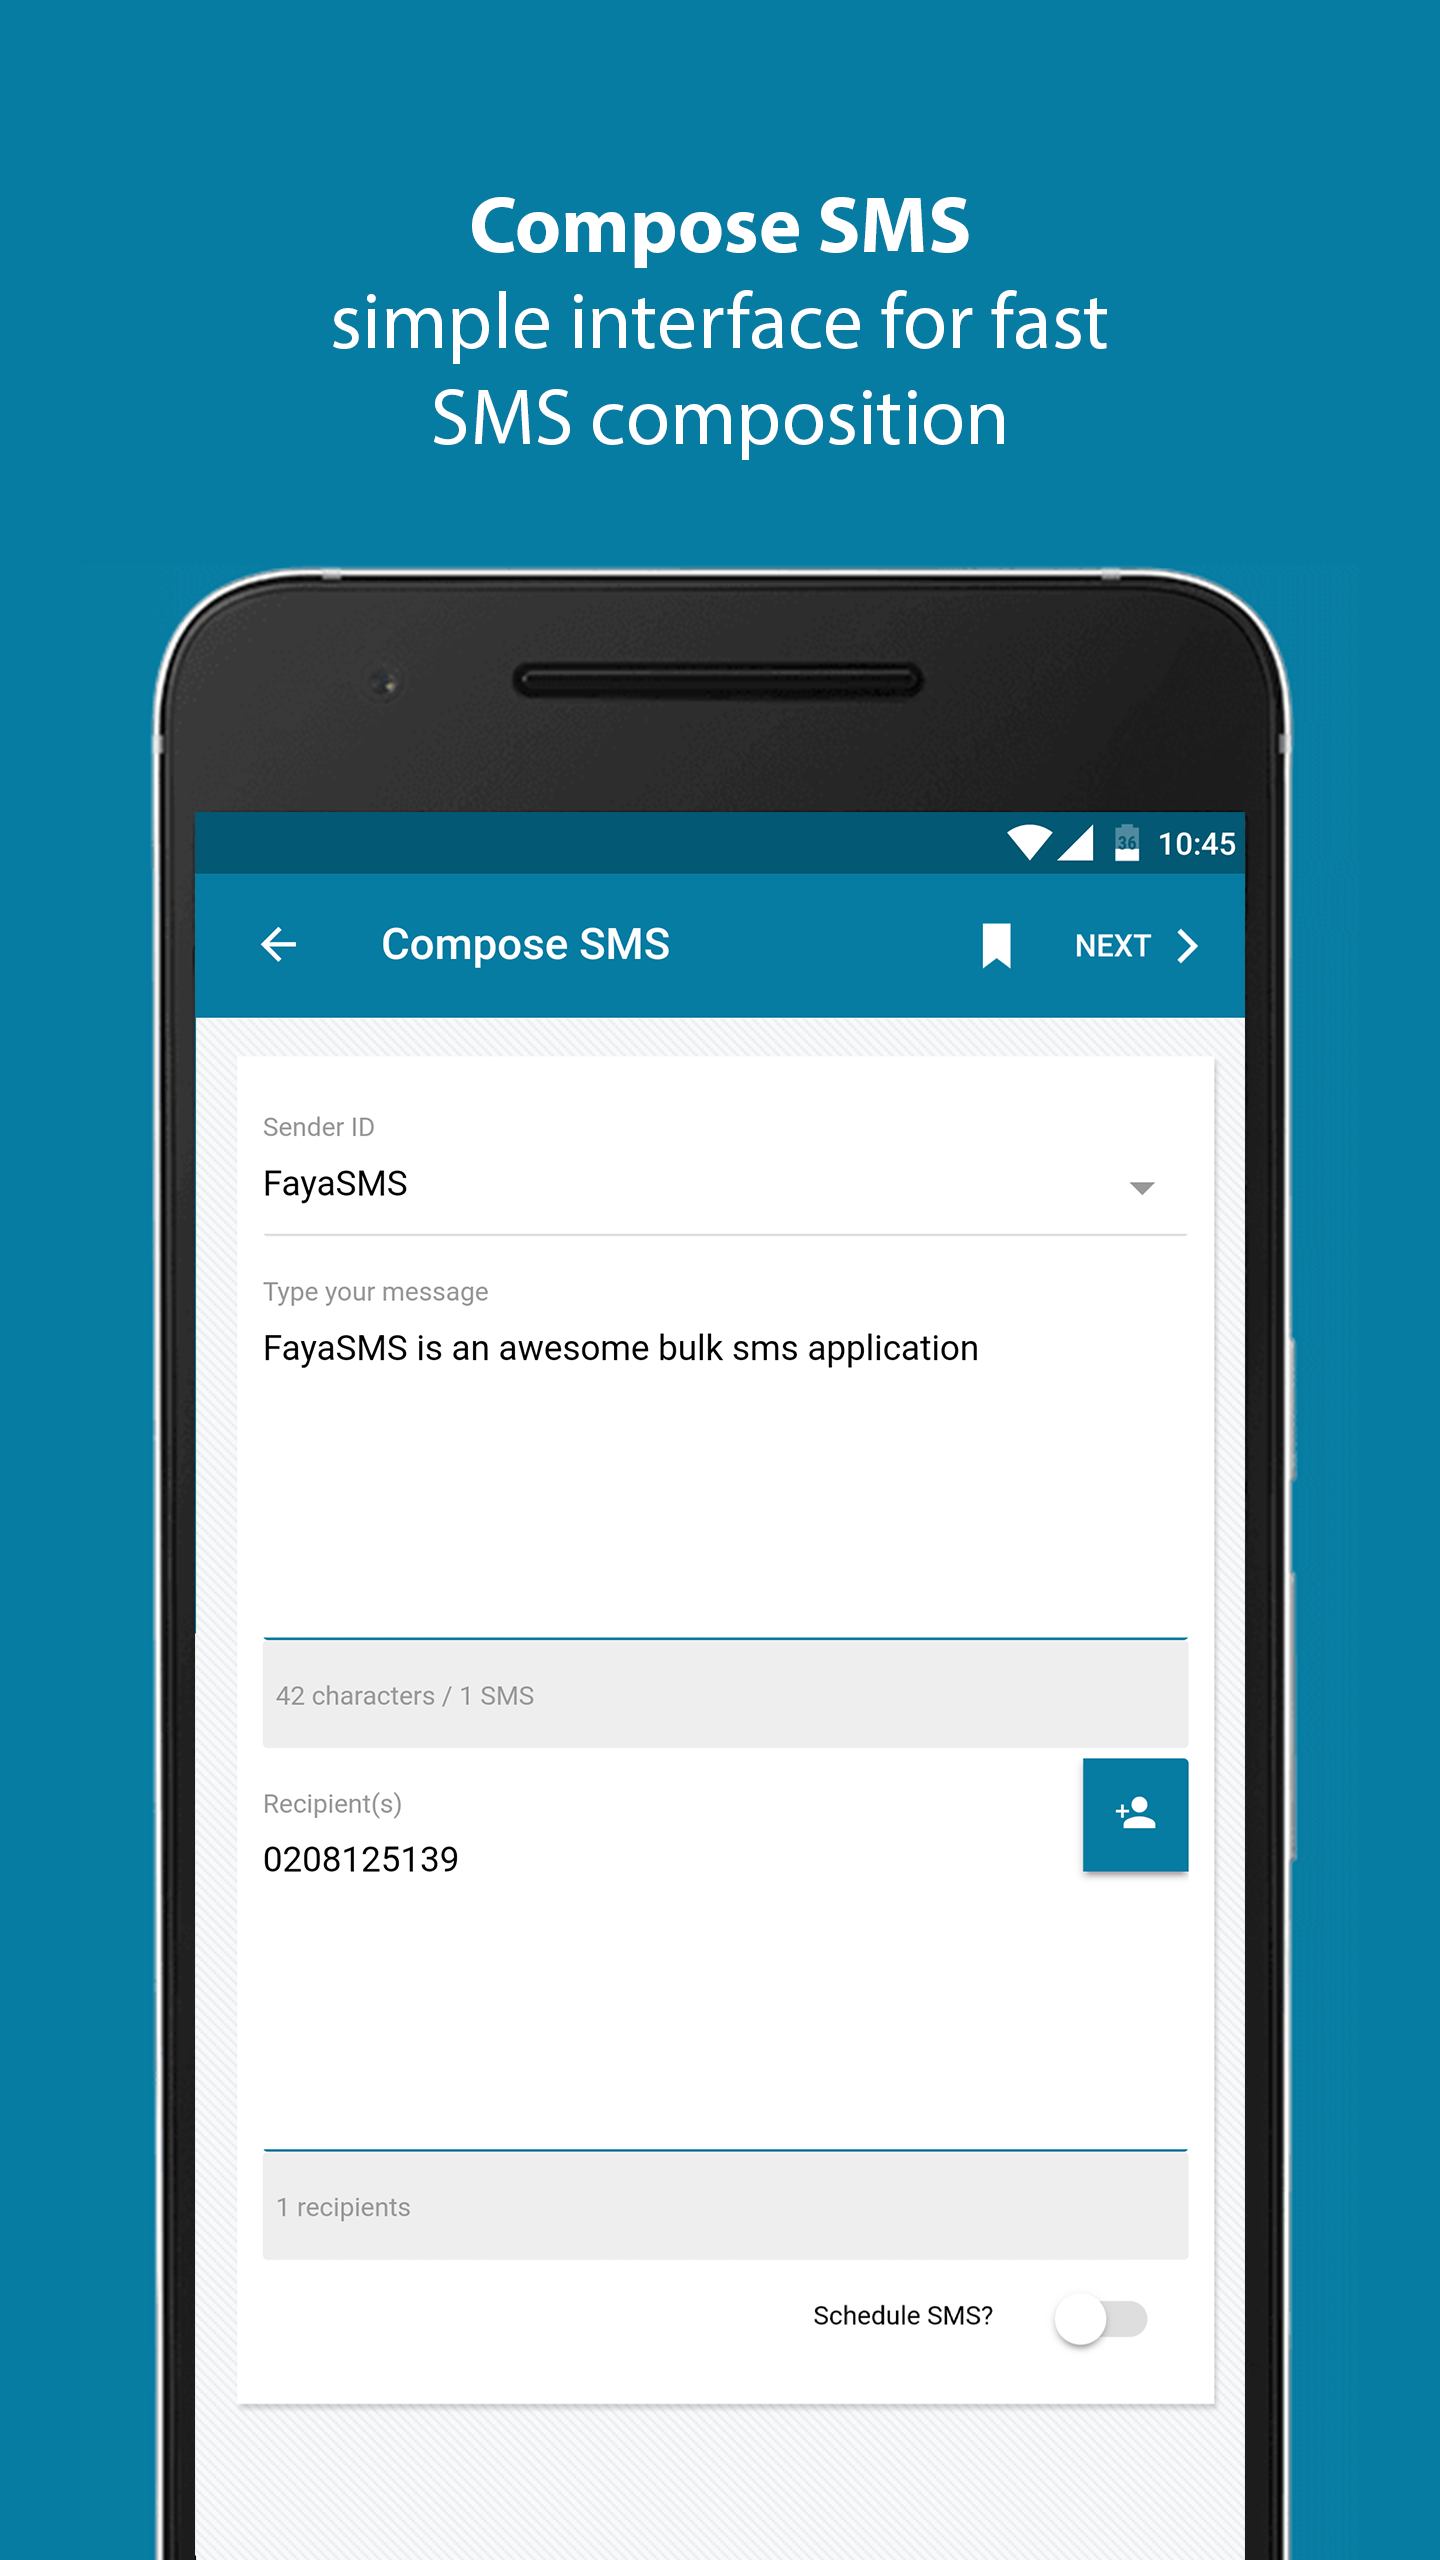 Compose SMS
simple interface for fast
SMS composition
36 10:45
Compose SMS NEXT
Sender ID
FayaSMS
Type your message
FayaSMS is an awesome bulk sms application
42 characters / 1 SMS
Recipient(s)
0208125139
1 recipients
Schedule SMS?